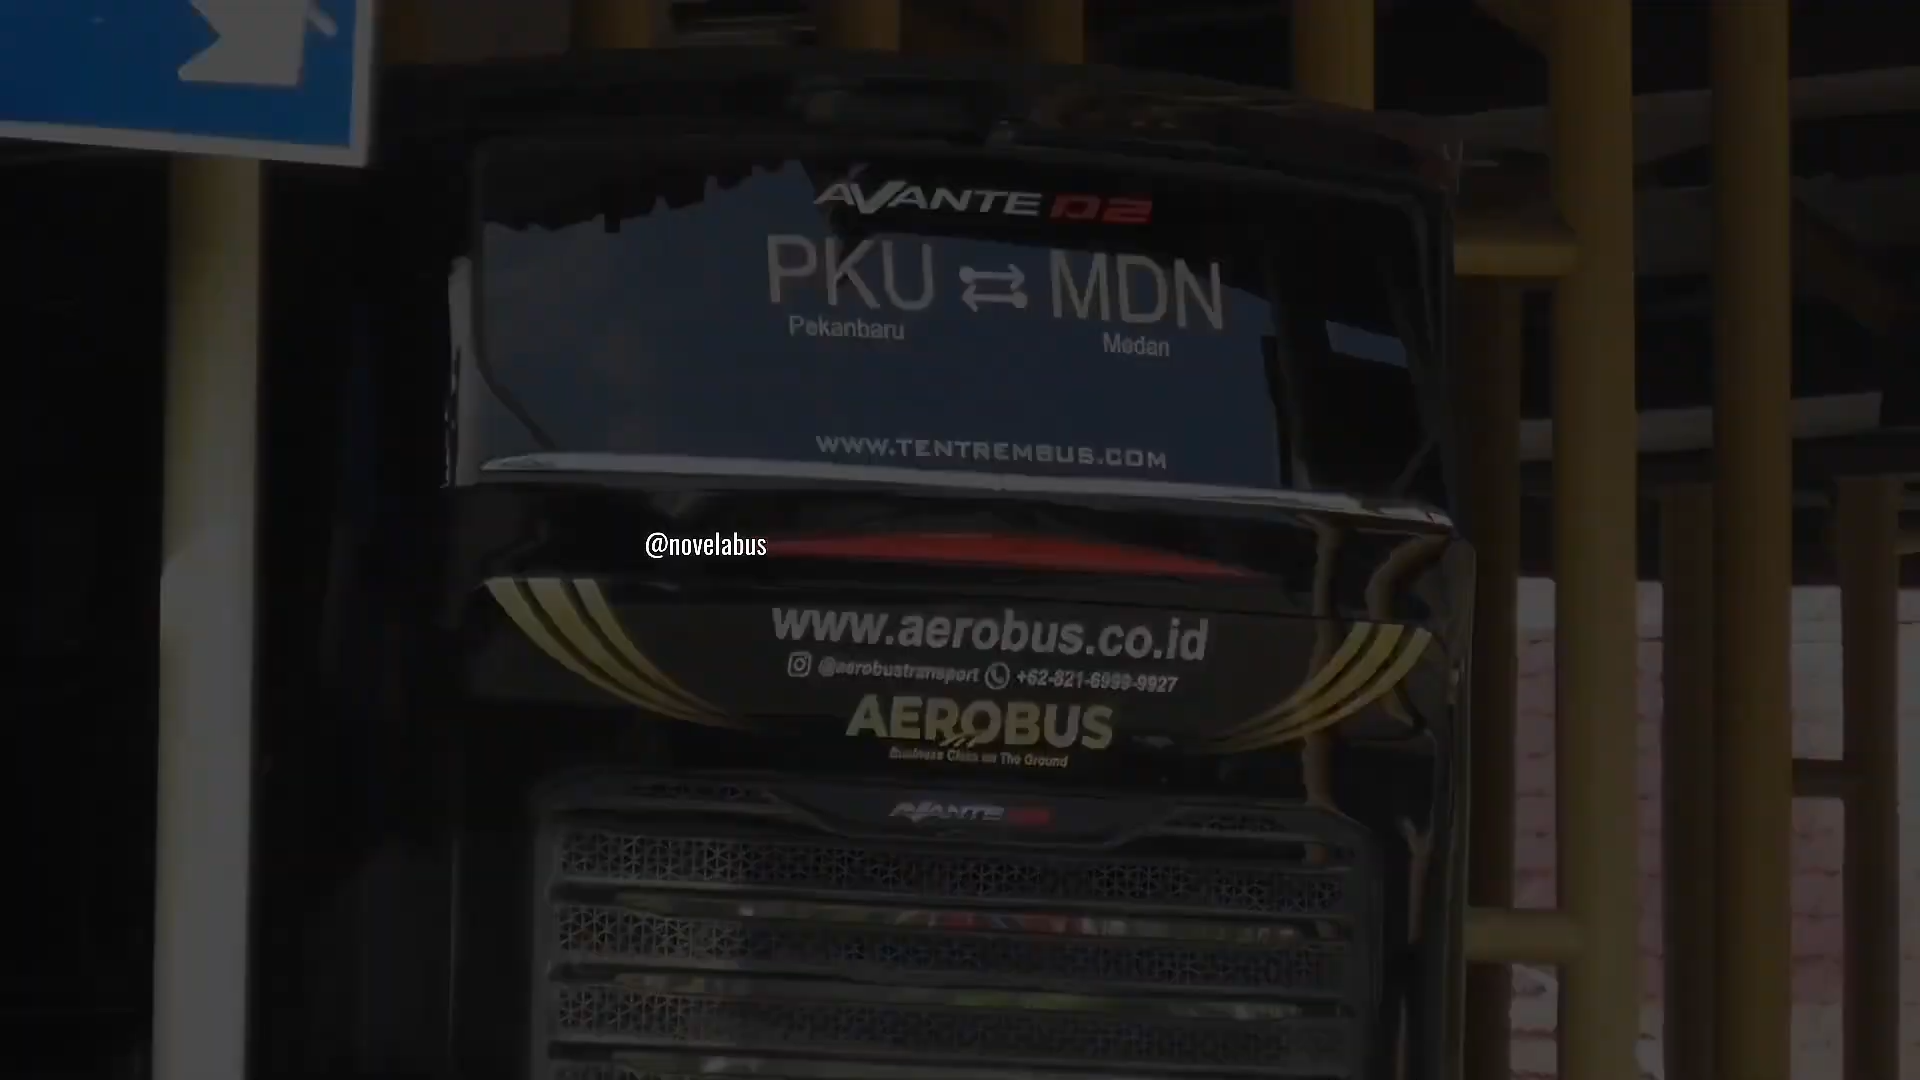 AVANTE D2
PKU ⇄ MDN
Pekanbaru Medan
WWW.TENTREMBUS.COM
@novelabus
www.aerobus.co.id
@aerobustransport +62-821-6999-9927
AEROBUS
Business Class on The Ground
AVANTE